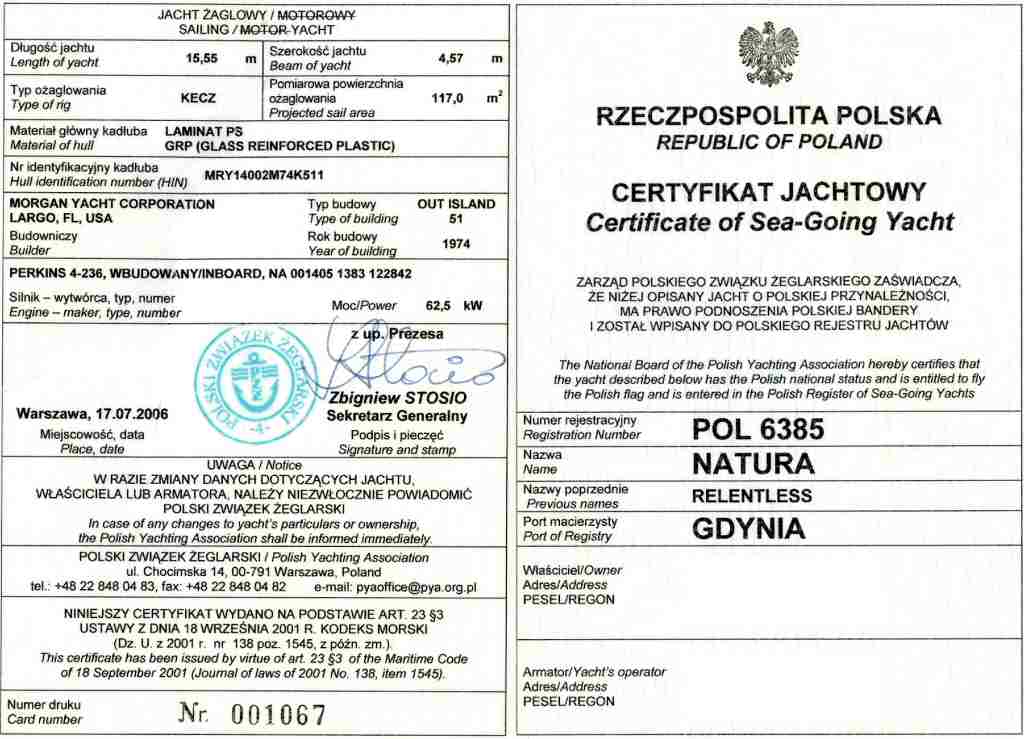 JACHT ŻAGLOWY / MOTOROWY
SAILING / MOTOR YACHT
Długość jachtu
Length of yacht
15,55 m
Szerokość jachtu
Beam of yacht
4,57 m
Typ ożaglowania
Type of rig
KECZ
Pomiarowa powierzchnia
ożaglowania
Projected sail area
117,0 m²
Materiał główny kadłuba LAMINAT PS
Material of hull GRP (GLASS REINFORCED PLASTIC)
Nr identyfikacyjny kadłuba
Hull identification number (HIN)
MRY14002M74K511
MORGAN YACHT CORPORATION
LARGO, FL, USA
Budowniczy
Builder
Typ budowy OUT ISLAND
Type of building 51
Rok budowy
Year of building
1974
PERKINS 4-236, WBUDOWANY/INBOARD, NA 001405 1383 122842
Silnik – wytwórca, typ, numer
Engine – maker, type, number
Moc/Power 62,5 kW
POLSKI ZWIĄZEK ŻEGLARSKI
PZŻ
-4-
z up. Prezesa
Zbigniew STOSIO
Sekretarz Generalny
Podpis i pieczęć
Signature and stamp
Warszawa, 17.07.2006
Miejscowość, data
Place, date
UWAGA / Notice
W RAZIE ZMIANY DANYCH DOTYCZĄCYCH JACHTU,
WŁAŚCICIELA LUB ARMATORA, NALEŻY NIEZWŁOCZNIE POWIADOMIĆ
POLSKI ZWIĄZEK ŻEGLARSKI
In case of any changes to yacht's particulars or ownership,
the Polish Yachting Association shall be informed immediately.
POLSKI ZWIĄZEK ŻEGLARSKI / Polish Yachting Association
ul. Chocimska 14, 00-791 Warszawa, Poland
tel.: +48 22 848 04 83, fax: +48 22 848 04 82 e-mail: pyaoffice@pya.org.pl
NINIEJSZY CERTYFIKAT WYDANO NA PODSTAWIE ART. 23 §3
USTAWY Z DNIA 18 WRZEŚNIA 2001 R. KODEKS MORSKI
(Dz. U. z 2001 r. nr 138 poz. 1545, z późn. zm.).
This certificate has been issued by virtue of art. 23 §3 of the Maritime Code
of 18 September 2001 (Journal of laws of 2001 No. 138, item 1545).
Numer druku
Card number
Nr. 001067
RZECZPOSPOLITA POLSKA
REPUBLIC OF POLAND
CERTYFIKAT JACHTOWY
Certificate of Sea-Going Yacht
ZARZĄD POLSKIEGO ZWIĄZKU ŻEGLARSKIEGO ZAŚWIADCZA,
ŻE NIŻEJ OPISANY JACHT O POLSKIEJ PRZYNALEŻNOŚCI,
MA PRAWO PODNOSZENIA POLSKIEJ BANDERY
I ZOSTAŁ WPISANY DO POLSKIEGO REJESTRU JACHTÓW
The National Board of the Polish Yachting Association hereby certifies that
the yacht described below has the Polish national status and is entitled to fly
the Polish flag and is entered in the Polish Register of Sea-Going Yachts
Numer rejestracyjny
Registration Number
POL 6385
Nazwa
Name
NATURA
Nazwy poprzednie
Previous names
RELENTLESS
Port macierzysty
Port of Registry
GDYNIA
Właściciel/Owner
Adres/Address
PESEL/REGON
Armator/Yacht's operator
Adres/Address
PESEL/REGON